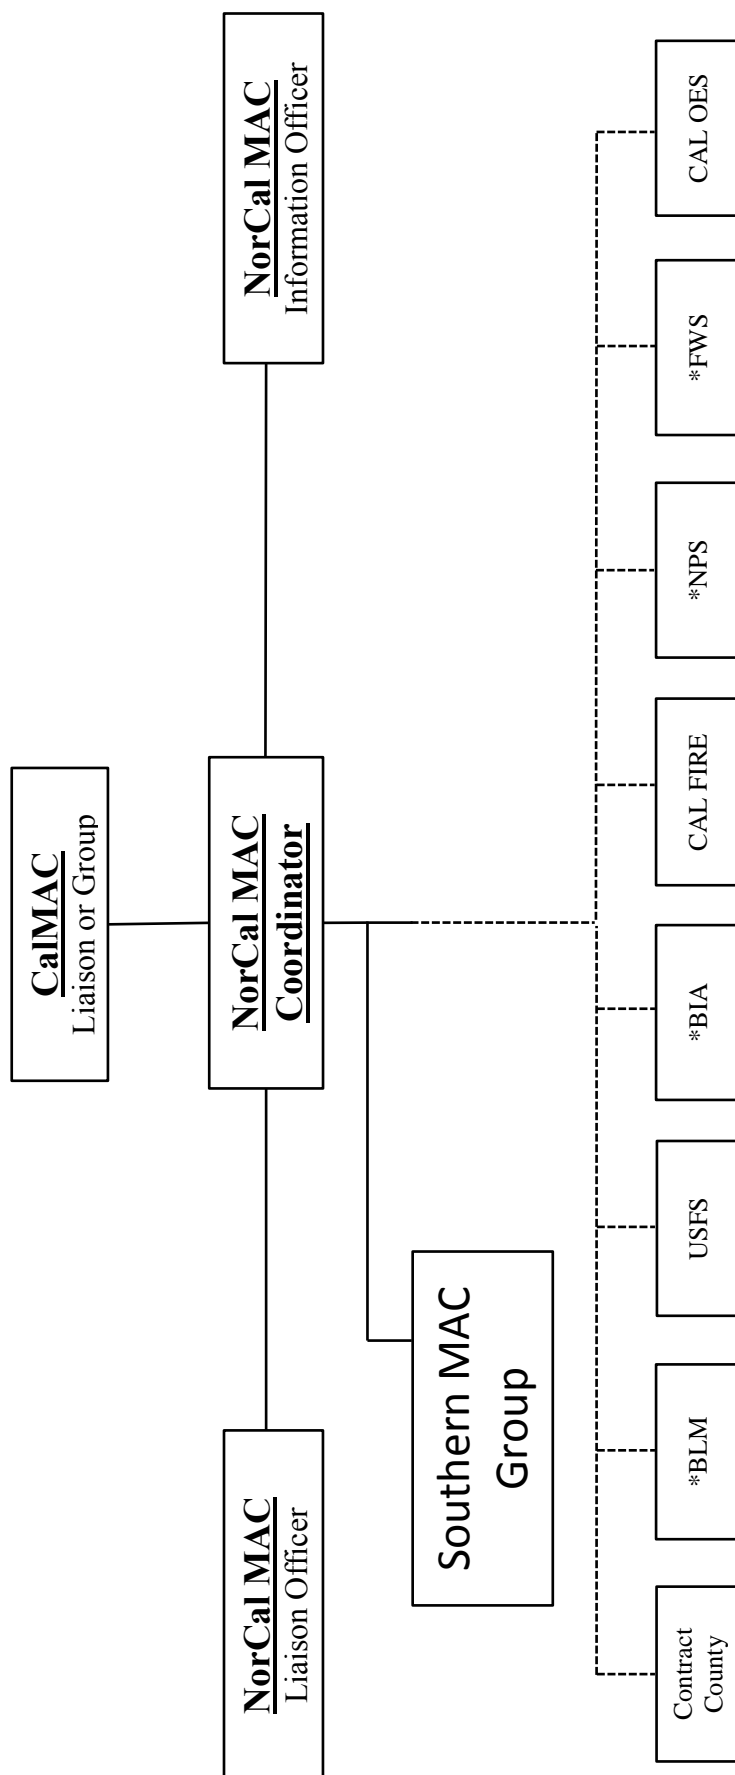 CalMAC
Liaison or Group
NorCal MAC
Liaison Officer
NorCal MAC
Coordinator
NorCal MAC
Information Officer
Southern MAC
Group
Contract
County
*BLM
USFS
*BIA
CAL FIRE
*NPS
*FWS
CAL OES